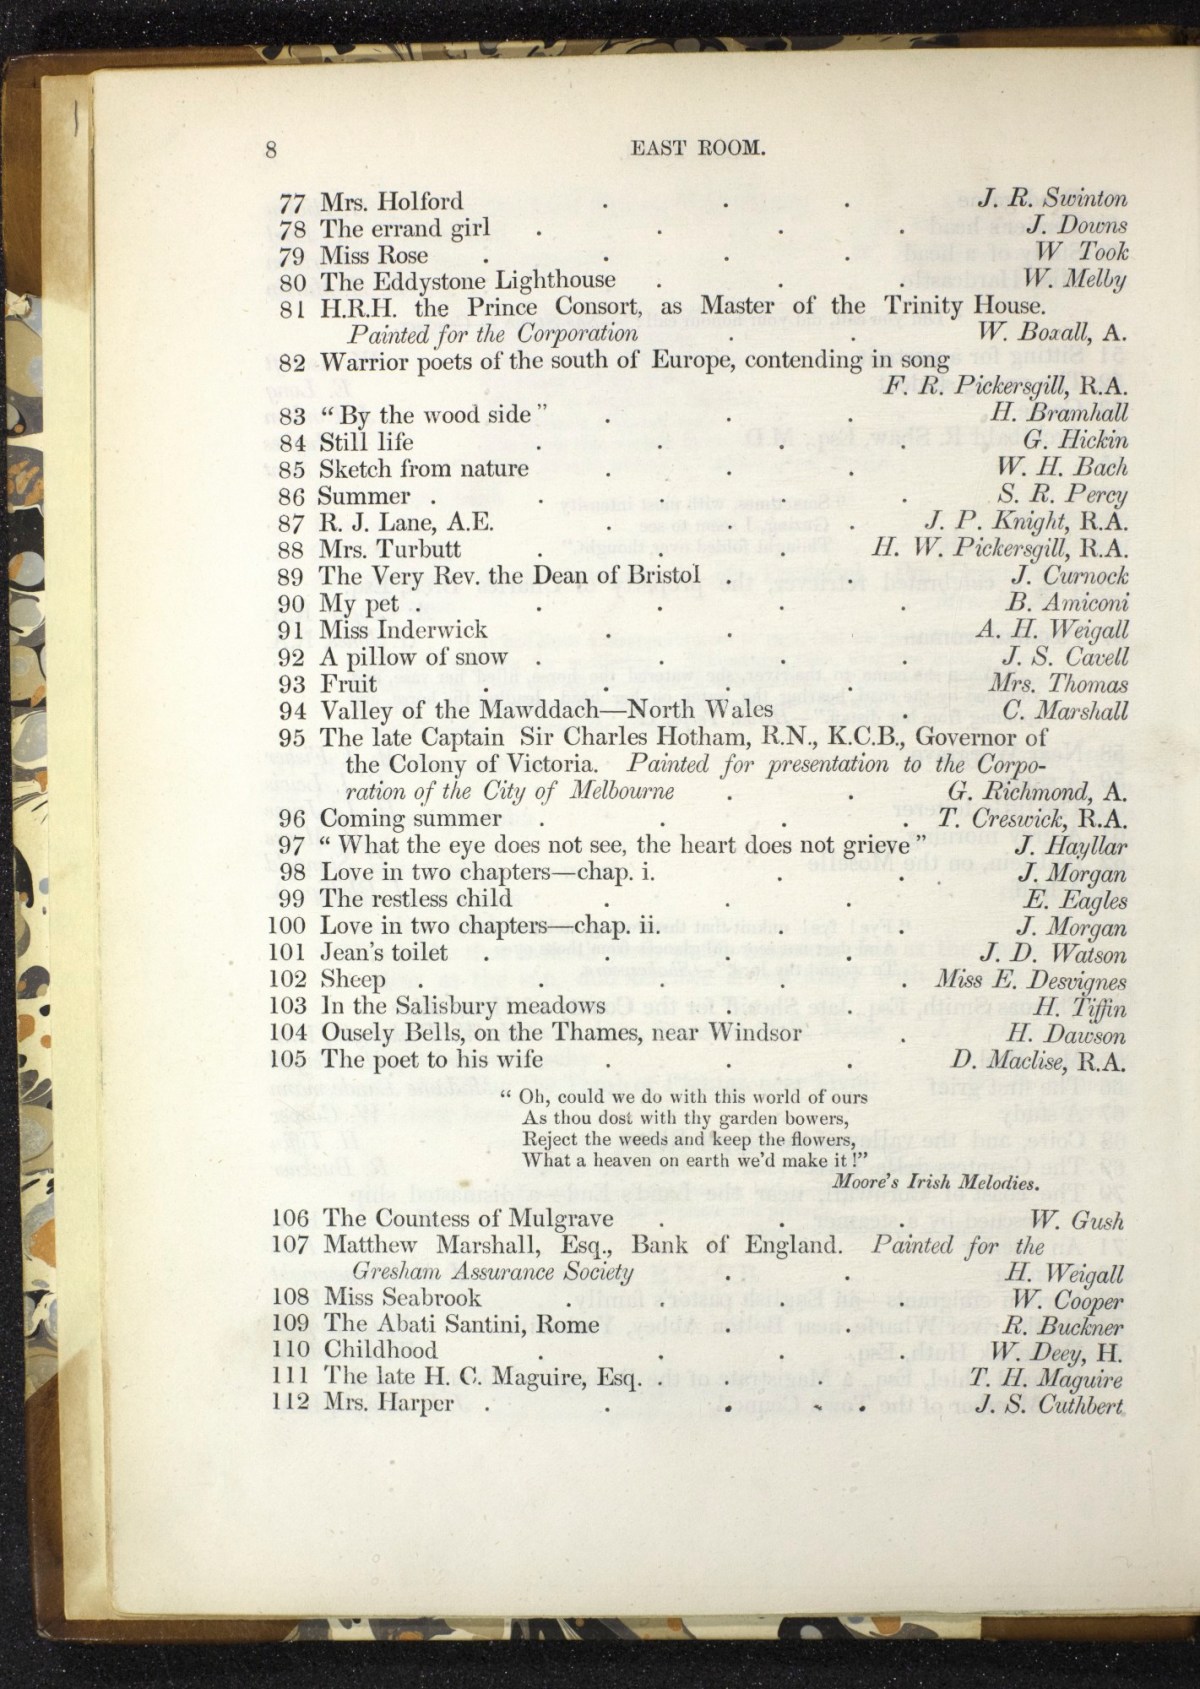 8 EAST ROOM.
77 Mrs. Holford . . . J. R. Swinton
78 The errand girl . . . . J. Downs
79 Miss Rose . . . . W Took
80 The Eddystone Lighthouse . . . W. Melby
81 H.R.H. the Prince Consort, as Master of the Trinity House.
Painted for the Corporation . . W. Boxall, A.
82 Warrior poets of the south of Europe, contending in song
F. R. Pickersgill, R.A.
83 “By the wood side” . . . H. Bramhall
84 Still life . . . . G. Hickin
85 Sketch from nature . . . W. H. Bach
86 Summer . . . . . S. R. Percy
87 R. J. Lane, A.E. . . . J. P. Knight, R.A.
88 Mrs. Turbutt . . . H. W. Pickersgill, R.A.
89 The Very Rev. the Dean of Bristol . . J. Curnock
90 My pet . . . . . B. Amiconi
91 Miss Inderwick . . . A. H. Weigall
92 A pillow of snow . . . . J. S. Cavell
93 Fruit . . . . Mrs. Thomas
94 Valley of the Mawddach—North Wales . C. Marshall
95 The late Captain Sir Charles Hotham, R.N., K.C.B., Governor of
the Colony of Victoria. Painted for presentation to the Corpo-
ration of the City of Melbourne . . G. Richmond, A.
96 Coming summer . . . . T. Creswick, R.A.
97 “What the eye does not see, the heart does not grieve” J. Hayllar
98 Love in two chapters—chap. i. . . J. Morgan
99 The restless child . . . E. Eagles
100 Love in two chapters—chap. ii. . . J. Morgan
101 Jean's toilet . . . . J. D. Watson
102 Sheep . . . . . Miss E. Desvignes
103 In the Salisbury meadows . . H. Tiffin
104 Ousely Bells, on the Thames, near Windsor . H. Dawson
105 The poet to his wife . . . D. Maclise, R.A.
“Oh, could we do with this world of ours
As thou dost with thy garden bowers,
Reject the weeds and keep the flowers,
What a heaven on earth we'd make it!”
Moore's Irish Melodies.
106 The Countess of Mulgrave . . . W. Gush
107 Matthew Marshall, Esq., Bank of England. Painted for the
Gresham Assurance Society . . H. Weigall
108 Miss Seabrook . . . . W. Cooper
109 The Abati Santini, Rome . . R. Buckner
110 Childhood . . . . W. Deey, H.
111 The late H. C. Maguire, Esq. . . . T. H. Maguire
112 Mrs. Harper . . . . . J. S. Cuthbert